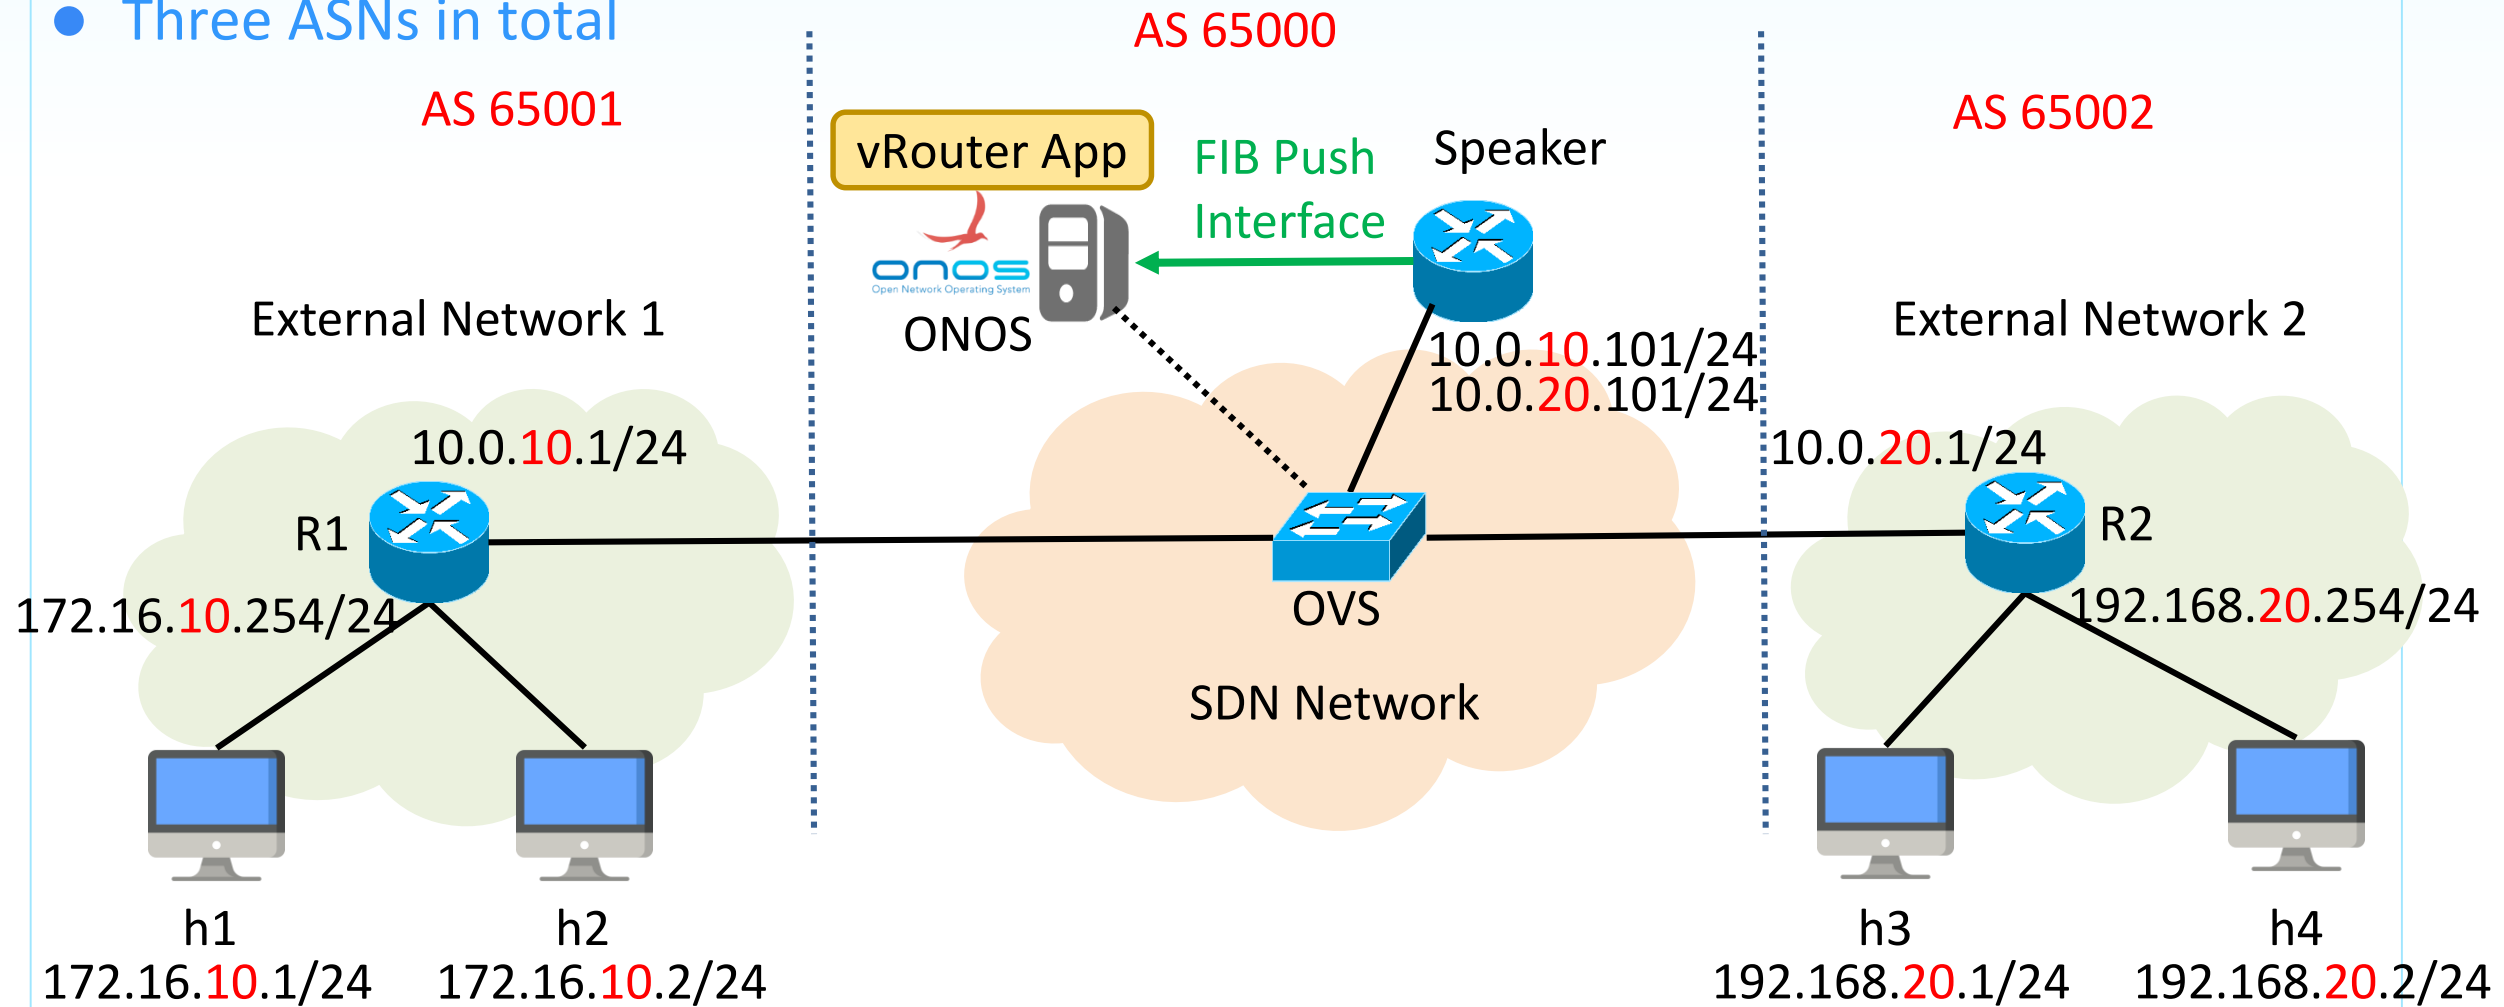 Three ASNs in total
AS 65000
AS 65001
AS 65002
vRouter App
FIB Push
Interface
Speaker
onos
Open Network Operating System
ONOS
External Network 1
External Network 2
10.0.10.101/24
10.0.20.101/24
10.0.10.1/24
10.0.20.1/24
R1
R2
172.16.10.254/24
OVS
192.168.20.254/24
SDN Network
h1
h2
h3
h4
172.16.10.1/24
172.16.10.2/24
192.168.20.1/24
192.168.20.2/24